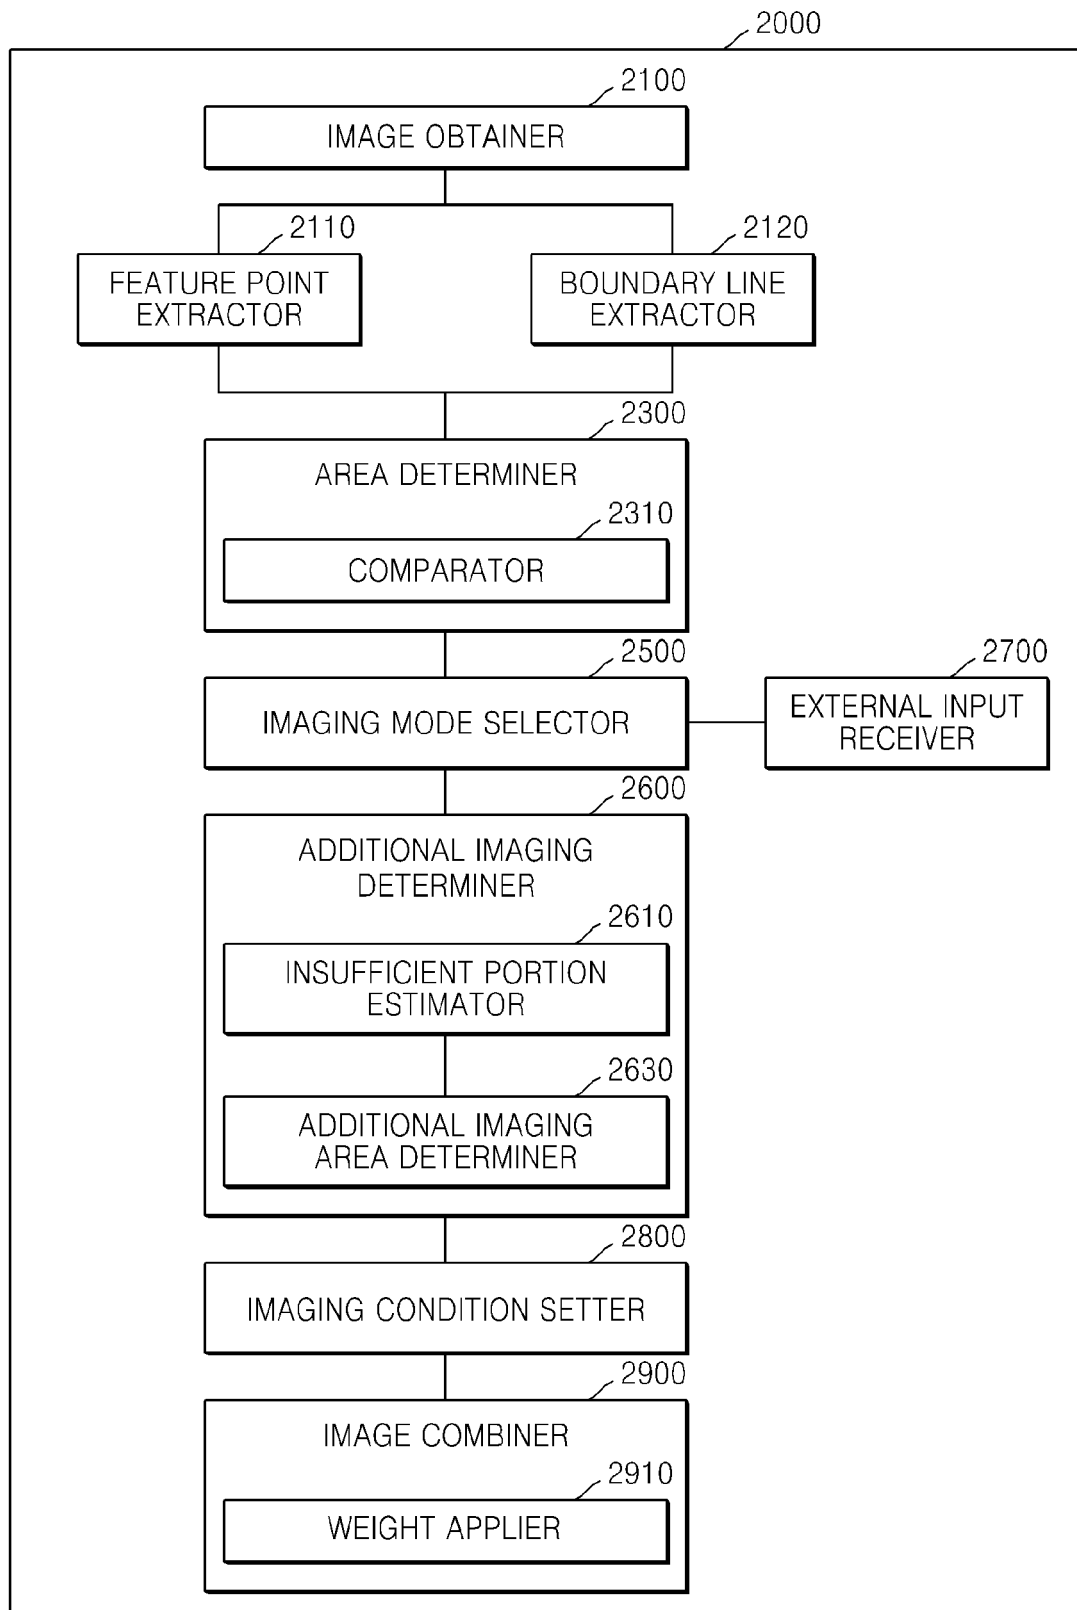 2000
2100
IMAGE OBTAINER
2110
2120
FEATURE POINT
EXTRACTOR
BOUNDARY LINE
EXTRACTOR
2300
AREA DETERMINER
2310
COMPARATOR
2500
2700
IMAGING MODE SELECTOR
EXTERNAL INPUT
RECEIVER
2600
ADDITIONAL IMAGING
DETERMINER
2610
INSUFFICIENT PORTION
ESTIMATOR
2630
ADDITIONAL IMAGING
AREA DETERMINER
2800
IMAGING CONDITION SETTER
2900
IMAGE COMBINER
2910
WEIGHT APPLIER